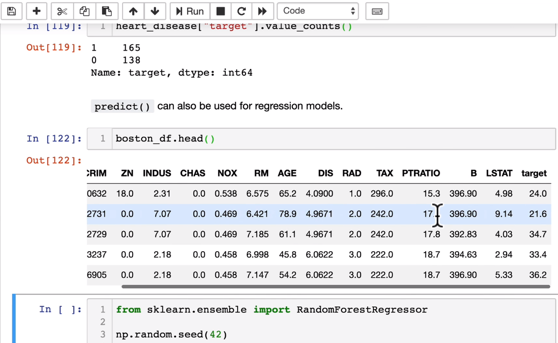 Run
Code
In [119]: 1 heart_disease["target"].value_counts()
Out[119]: 1 165
0 138
Name: target, dtype: int64
predict() can also be used for regression models.
In [122]: 1 boston_df.head()
Out[122]:
CRIM ZN INDUS CHAS NOX RM AGE DIS RAD TAX PTRATIO B LSTAT target
0632 18.0 2.31 0.0 0.538 6.575 65.2 4.0900 1.0 296.0 15.3 396.90 4.98 24.0
2731 0.0 7.07 0.0 0.469 6.421 78.9 4.9671 2.0 242.0 17. 396.90 9.14 21.6
2729 0.0 7.07 0.0 0.469 7.185 61.1 4.9671 2.0 242.0 17.8 392.83 4.03 34.7
3237 0.0 2.18 0.0 0.458 6.998 45.8 6.0622 3.0 222.0 18.7 394.63 2.94 33.4
6905 0.0 2.18 0.0 0.458 7.147 54.2 6.0622 3.0 222.0 18.7 396.90 5.33 36.2
In [ ]: 1 from sklearn.ensemble import RandomForestRegressor
2
3 np.random.seed(42)